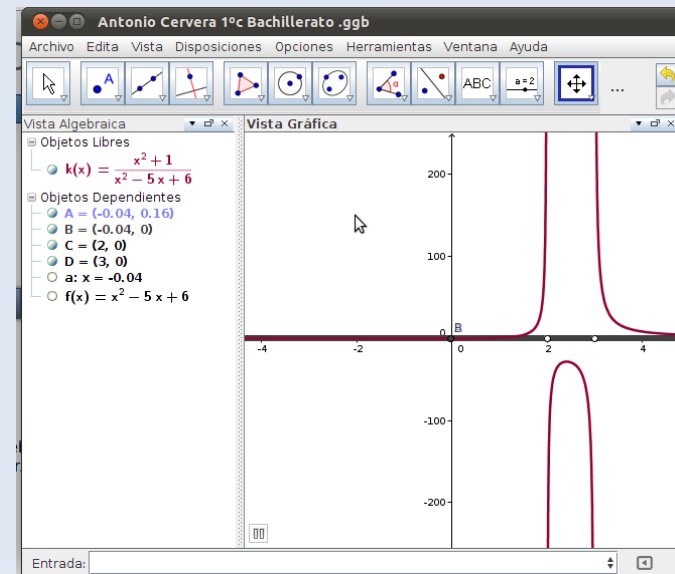 Antonio Cervera 1ºc Bachillerato .ggb
Archivo Edita Vista Disposiciones Opciones Herramientas Ventana Ayuda
A α ABC a=2 ...
Vista Algebraica
Objetos Libres
k(x) = (x² + 1) / (x² − 5 x + 6)
Objetos Dependientes
A = (-0.04, 0.16)
B = (-0.04, 0)
C = (2, 0)
D = (3, 0)
a: x = -0.04
f(x) = x² − 5 x + 6
Vista Gráfica
200
100
0
B
-4 -2 0 2 4
-100
-200
Entrada: